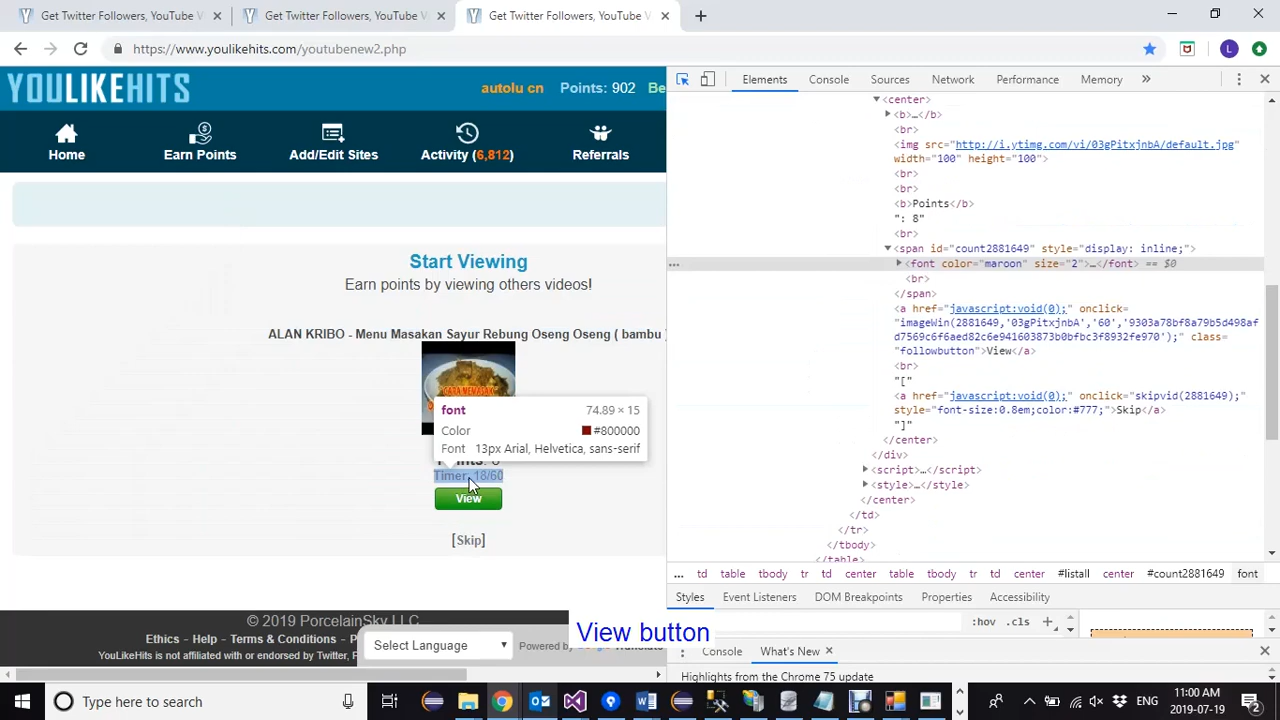 Get Twitter Followers, YouTube V
Get Twitter Followers, YouTube V
Get Twitter Followers, YouTube V
https://www.youlikehits.com/youtubenew2.php
L
YOULIKEHITS
autolu cn Points: 902 Be
Home
Earn Points
Add/Edit Sites
Activity (6,812)
Referrals
Start Viewing
Earn points by viewing others videos!
ALAN KRIBO - Menu Masakan Sayur Rebung Oseng Oseng ( bambu
font 74.89 × 15
Color #800000
Font 13px Arial, Helvetica, sans-serif
Timer: 18/60
View
[Skip]
© 2019 PorcelainSky LLC
Ethics - Help - Terms & Conditions - P
YouLikeHits is not affiliated with or endorsed by Twitter, F
Select Language
Powered by
View button
Elements Console Sources Network Performance Memory »
<center>
<b>…</b>
<br>
<img src="http://i.ytimg.com/vi/03gPitxjnbA/default.jpg"
width="100" height="100">
<br>
<br>
<b>Points</b>
": 8"
<br>
<span id="count2881649" style="display: inline;">
… <font color="maroon" size="2">…</font> == $0
<br>
</span>
<a href="javascript:void(0);" onclick=
"imageWin(2881649,'03gPitxjnbA','60','9303a78bf8a79b5d498af
d7569c6f6aed82c6e941603873b0bfbc3f8932fe970');" class=
"followbutton">View</a>
<br>
"["
<a href="javascript:void(0);" onclick="skipvid(2881649);"
style="font-size:0.8em;color:#777;">Skip</a>
"]"
</center>
</div>
<script>…</script>
<style>…</style>
</center>
</td>
</tr>
</tbody>
</table>
... td table tbody tr td center table tbody tr td center #listall center #count2881649 font
Styles Event Listeners DOM Breakpoints Properties Accessibility
:hov .cls +
Console What's New ×
Highlights from the Chrome 75 update
Type here to search
ENG
11:00 AM
2019-07-19
2